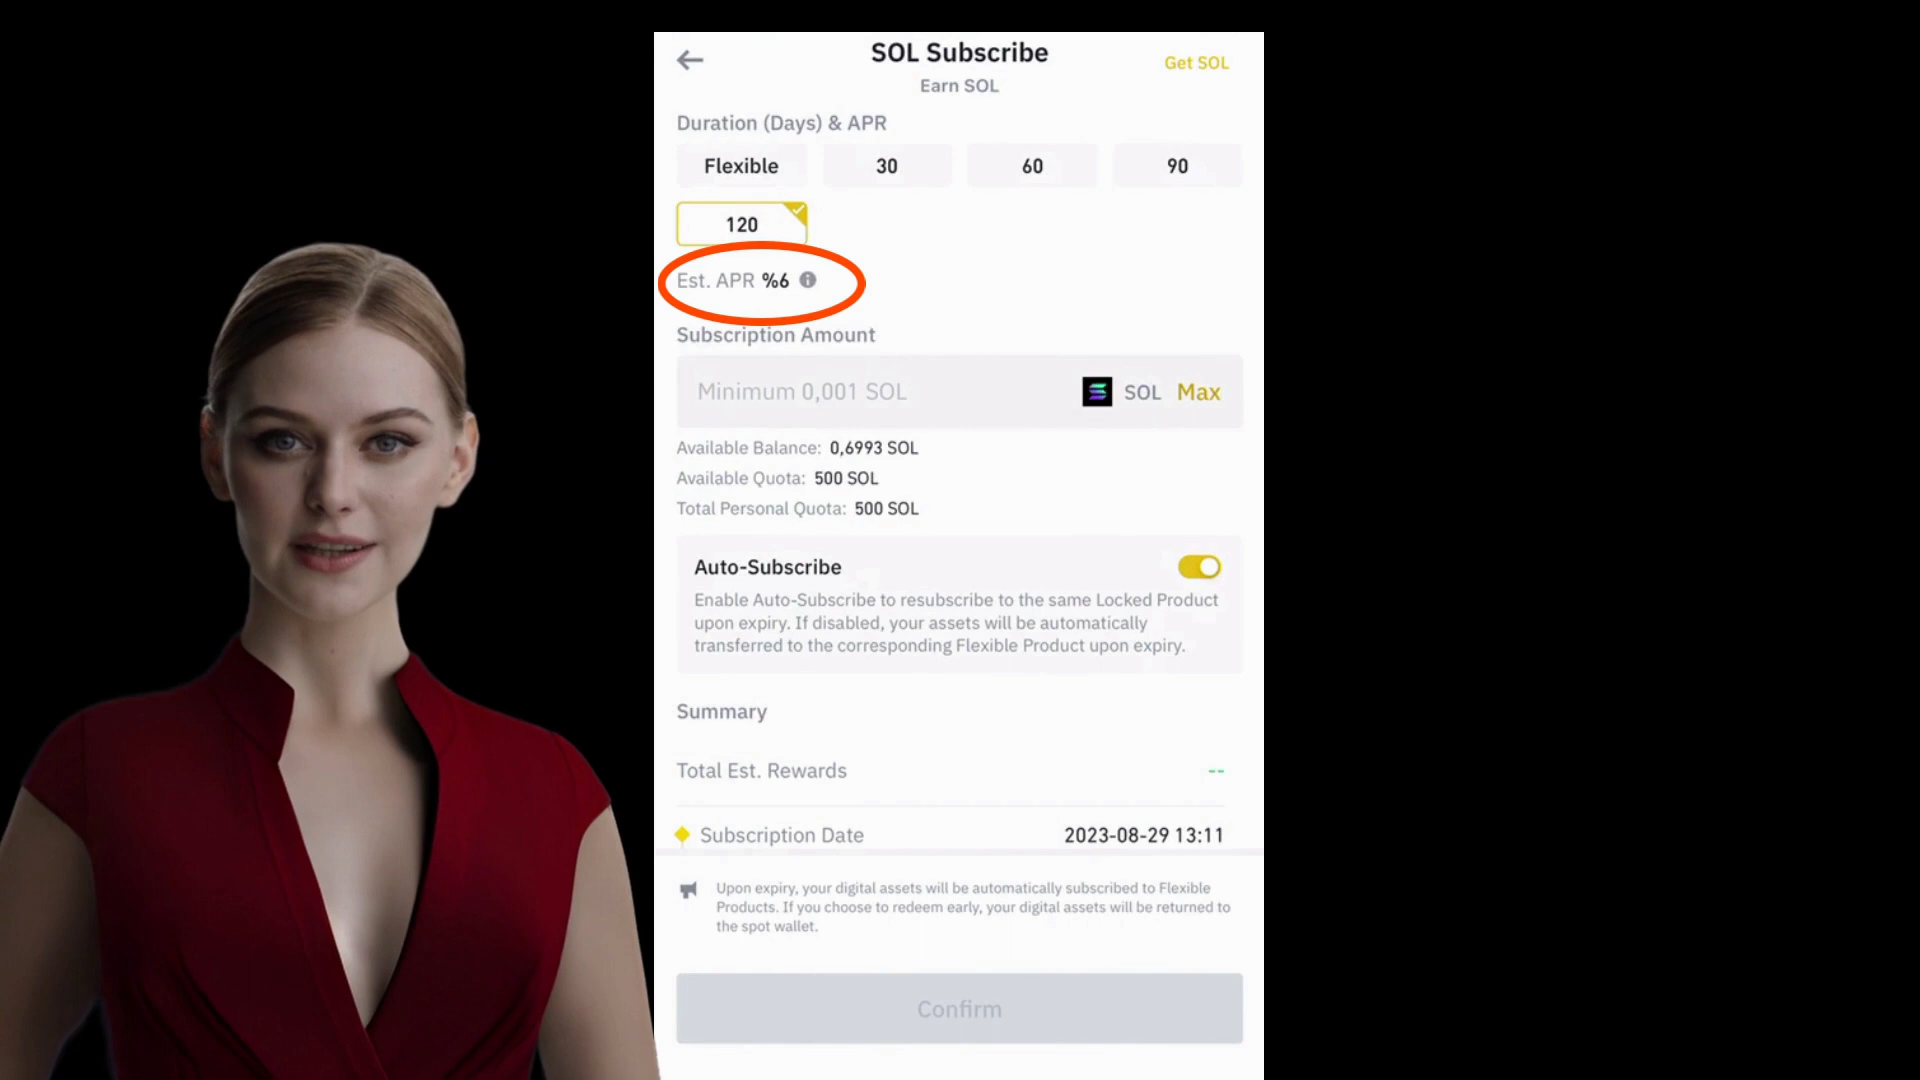 SOL Subscribe
Get SOL
Earn SOL
Duration (Days) & APR
Flexible
30
60
90
120
Est. APR %6
Subscription Amount
Minimum 0,001 SOL
SOL Max
Available Balance: 0,6993 SOL
Available Quota: 500 SOL
Total Personal Quota: 500 SOL
Auto-Subscribe
Enable Auto-Subscribe to resubscribe to the same Locked Product
upon expiry. If disabled, your assets will be automatically
transferred to the corresponding Flexible Product upon expiry.
Summary
Total Est. Rewards --
Subscription Date 2023-08-29 13:11
Upon expiry, your digital assets will be automatically subscribed to Flexible
Products. If you choose to redeem early, your digital assets will be returned to
the spot wallet.
Confirm